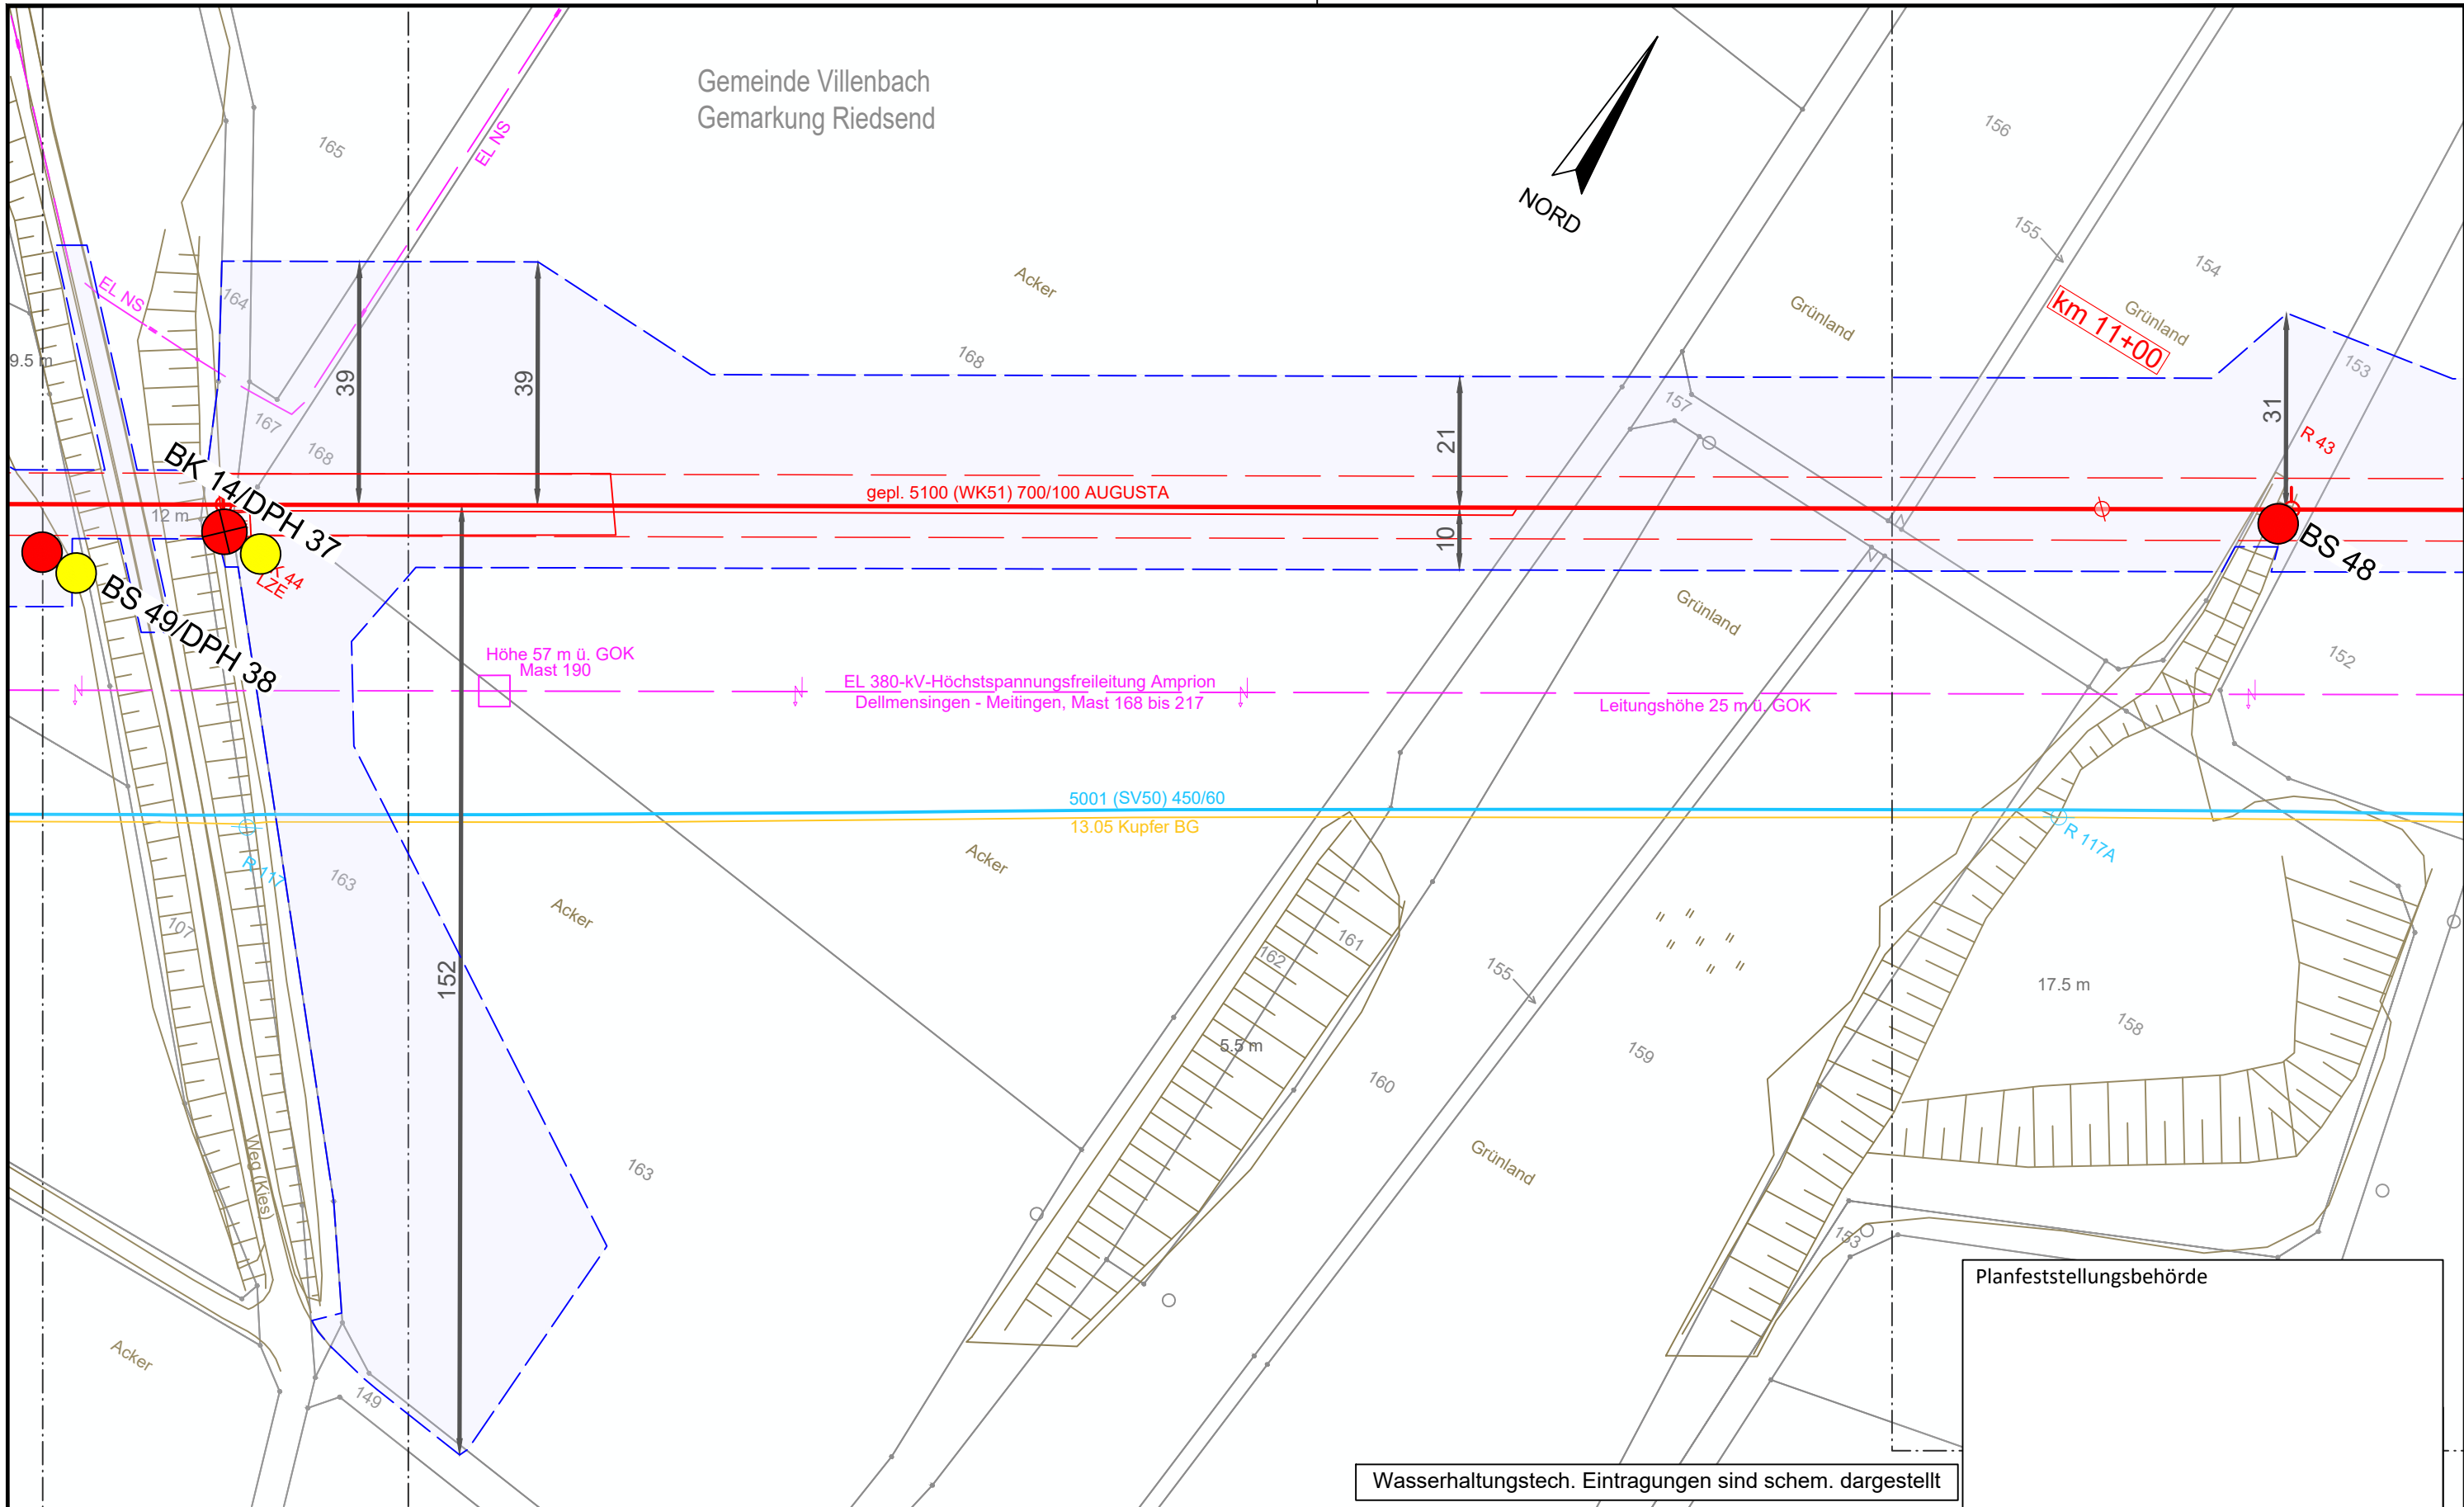 Gemeinde Villenbach
Gemarkung Riedsend
NORD
EL NS
EL NS
165
164
167
168
168
156
155
154
153
157
152
Acker
Grünland
Grünland
km 11+00
R 43
39
39
21
10
31
9.5 m
12 m
gepl. 5100 (WK51) 700/100 AUGUSTA
BK 14/DPH 37
BS 49/DPH 38
BS 48
K 44
LZE
Grünland
Höhe 57 m ü. GOK
Mast 190
EL 380-kV-Höchstspannungsfreileitung Amprion
Dellmensingen - Meitingen, Mast 168 bis 217
Leitungshöhe 25 m ü. GOK
5001 (SV50) 450/60
13.05 Kupfer BG
R 117
R 117A
163
107
Acker
Acker
152
162
161
155
5.5 m
17.5 m
158
159
160
163
Grünland
Weg (Kies)
153
149
Acker
Planfeststellungsbehörde
Wasserhaltungstech. Eintragungen sind schem. dargestellt